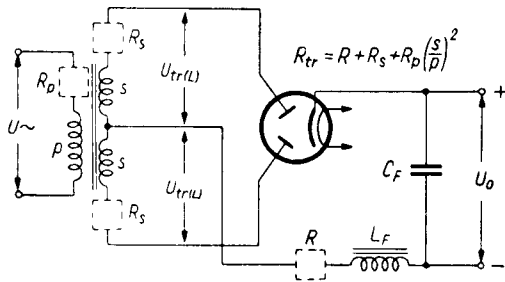 R_s
R_tr = R + R_s + R_p (s/p)^2
U_tr(L)
R_p
s
+
U~
p
C_F
U_o
s
U_tr(L)
R_s
R
L_F
−